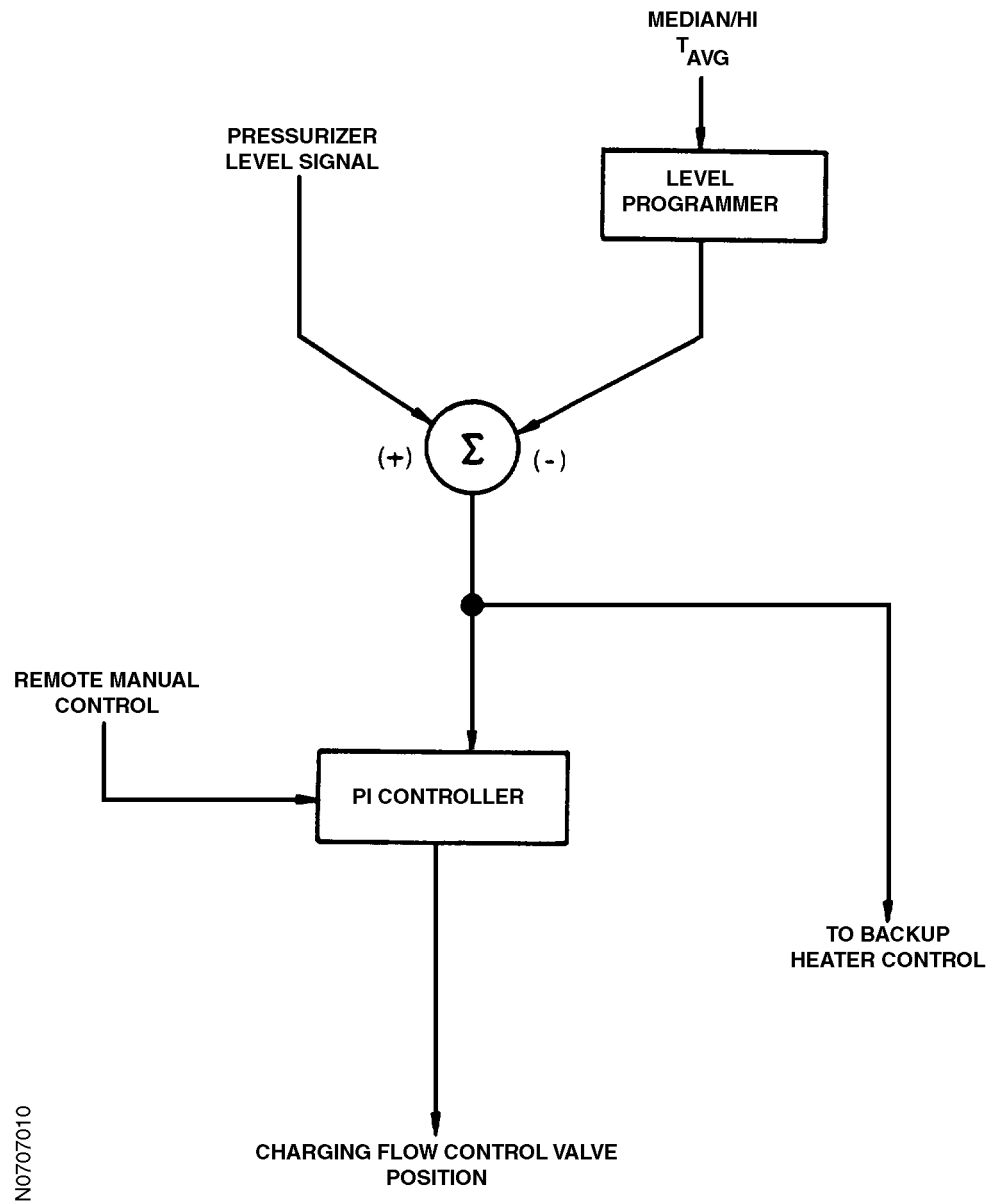 MEDIAN/HI
TAVG
PRESSURIZER
LEVEL SIGNAL
LEVEL
PROGRAMMER
(+)
Σ
(-)
REMOTE MANUAL
CONTROL
PI CONTROLLER
TO BACKUP
HEATER CONTROL
CHARGING FLOW CONTROL VALVE
POSITION
N0707010